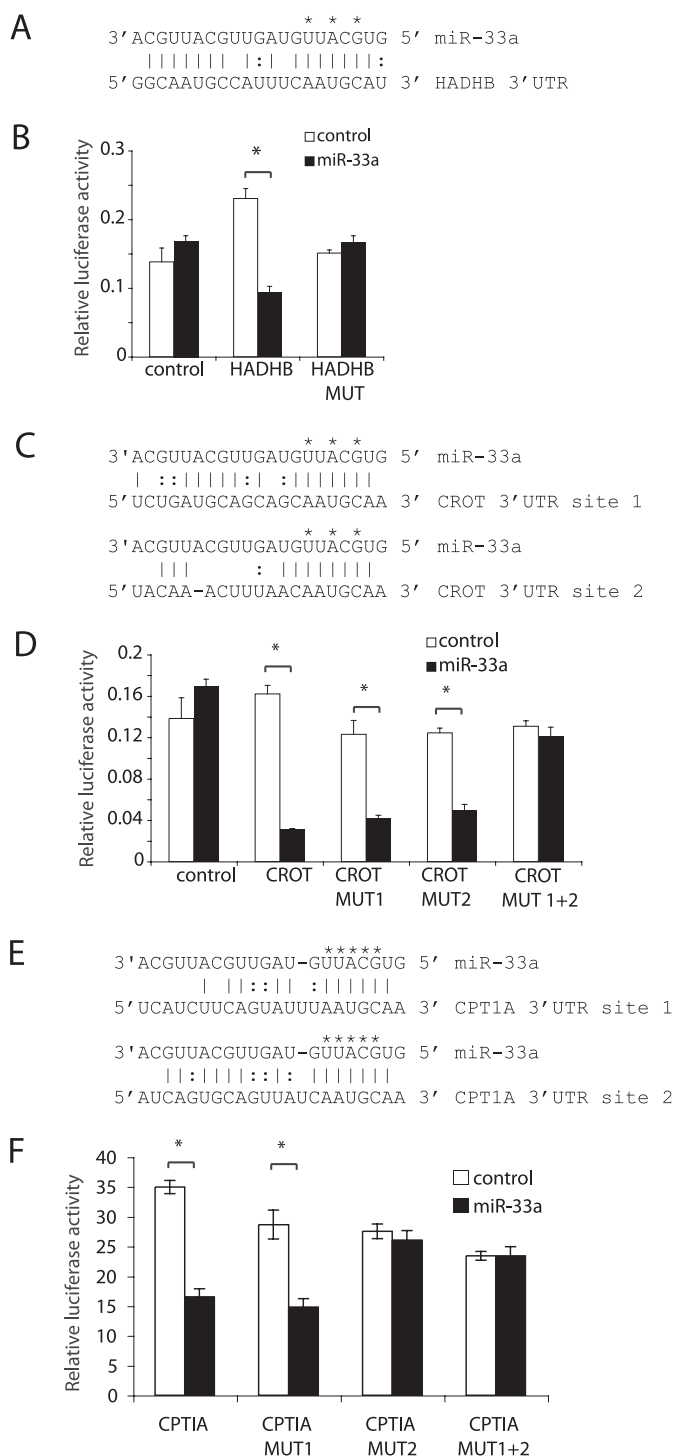 A
* * *
3′ACGUUACGUUGAUGUUACGUG 5′ miR-33a
||||||| |:| |||||||:
5′GGCAAUGCCAUUUCAAUGCAU 3′ HADHB 3′UTR
B
control
miR-33a
Relative luciferase activity
0.3
0.2
0.1
0
*
control
HADHB
HADHB
MUT
C
* * *
3'ACGUUACGUUGAUGUUACGUG 5′ miR-33a
| ::|||||:| :|||||||
5′UCUGAUGCAGCAGCAAUGCAA 3′ CROT 3′UTR site 1
* * *
3'ACGUUACGUUGAUGUUACGUG 5′ miR-33a
||| : |||||||
5′UACAA-ACUUUAACAAUGCAA 3′ CROT 3′UTR site 2
D
control
miR-33a
Relative luciferase activity
0.2
0.16
0.12
0.08
0.04
0
*
*
*
control
CROT
CROT
MUT1
CROT
MUT2
CROT
MUT 1+2
E
*****
3'ACGUUACGUUGAU-GUUACGUG 5′ miR-33a
| ||::|| :||||||
5′UCAUCUUCAGUAUUUAAUGCAA 3′ CPT1A 3′UTR site 1
*****
3'ACGUUACGUUGAU-GUUACGUG 5′ miR-33a
||:||||::|: |||||||
5′AUCAGUGCAGUUAUCAAUGCAA 3′ CPT1A 3′UTR site 2
F
control
miR-33a
Relative luciferase activity
40
35
30
25
20
15
10
5
0
*
*
CPTIA
CPTIA
MUT1
CPTIA
MUT2
CPTIA
MUT1+2